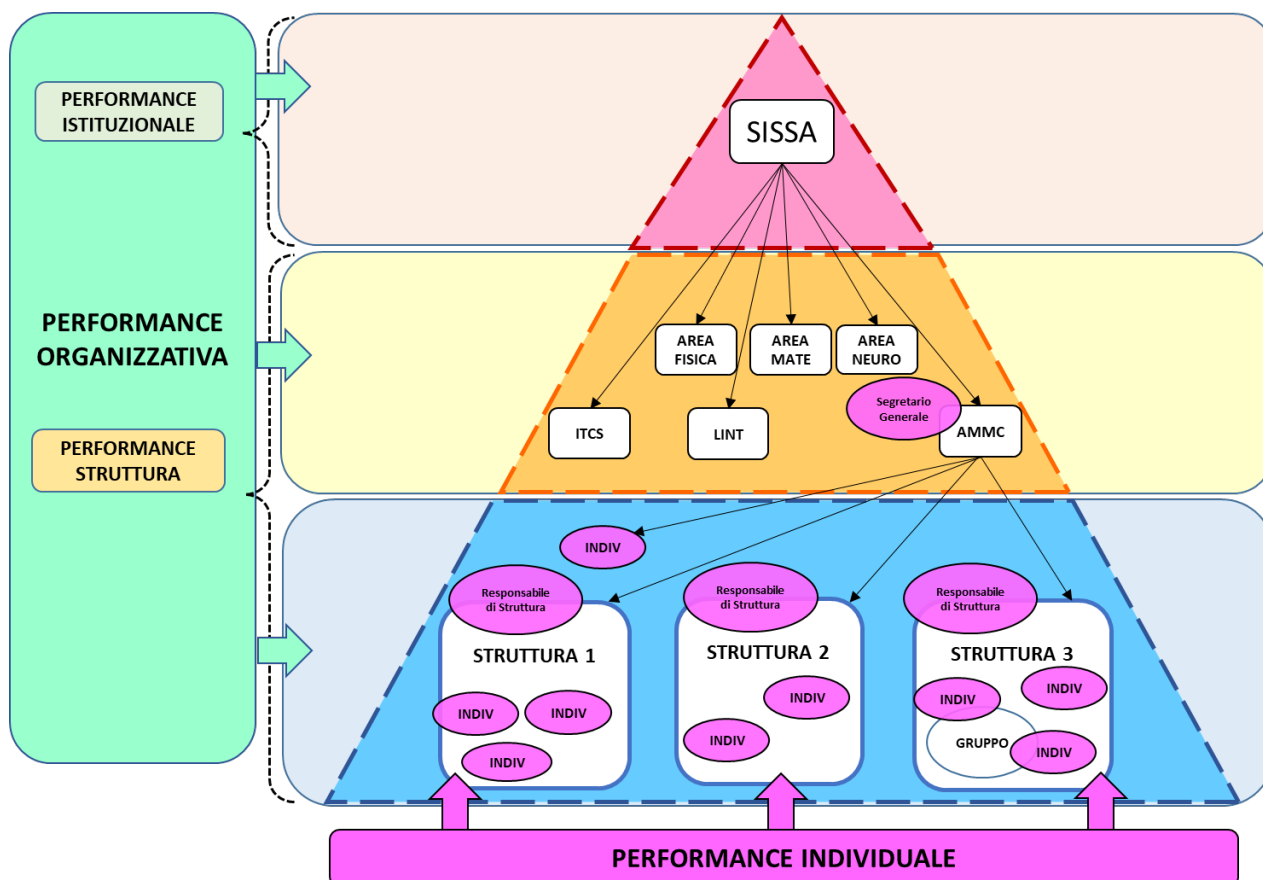 PERFORMANCE
ISTITUZIONALE
PERFORMANCE
ORGANIZZATIVA
PERFORMANCE
STRUTTURA
SISSA
AREA
FISICA
AREA
MATE
AREA
NEURO
Segretario
Generale
ITCS
LINT
AMMC
INDIV
Responsabile
di Struttura
Responsabile
di Struttura
Responsabile
di Struttura
STRUTTURA 1
STRUTTURA 2
STRUTTURA 3
INDIV
INDIV
INDIV
INDIV
INDIV
INDIV
INDIV
GRUPPO
INDIV
PERFORMANCE INDIVIDUALE